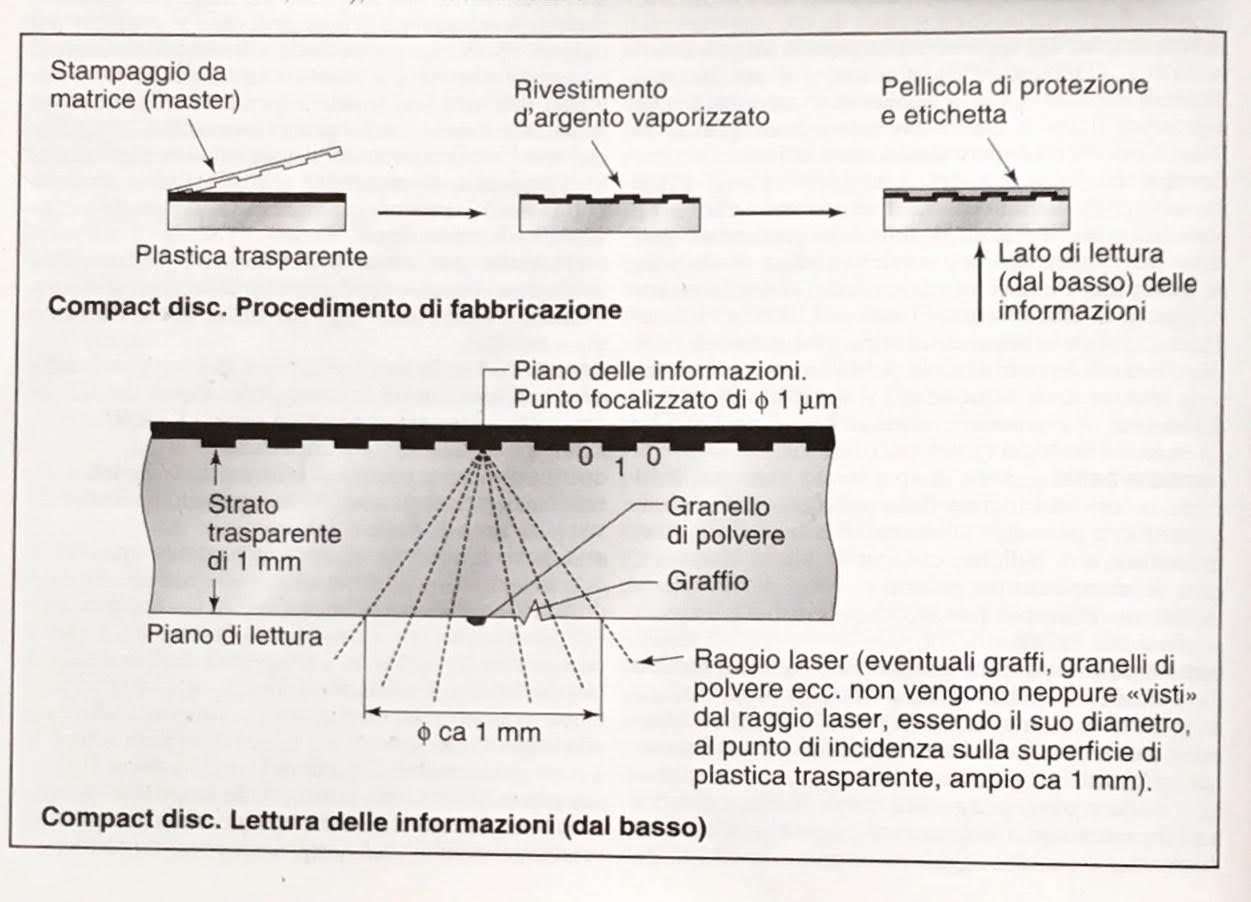 Stampaggio da
matrice (master)
Rivestimento
d'argento vaporizzato
Pellicola di protezione
e etichetta
Plastica trasparente
Lato di lettura
(dal basso) delle
informazioni
Compact disc. Procedimento di fabbricazione
Piano delle informazioni.
Punto focalizzato di ϕ 1 μm
0 1 0
Strato
trasparente
di 1 mm
Granello
di polvere
Graffio
Piano di lettura
Raggio laser (eventuali graffi, granelli di
polvere ecc. non vengono neppure «visti»
dal raggio laser, essendo il suo diametro,
al punto di incidenza sulla superficie di
plastica trasparente, ampio ca 1 mm).
ϕ ca 1 mm
Compact disc. Lettura delle informazioni (dal basso)